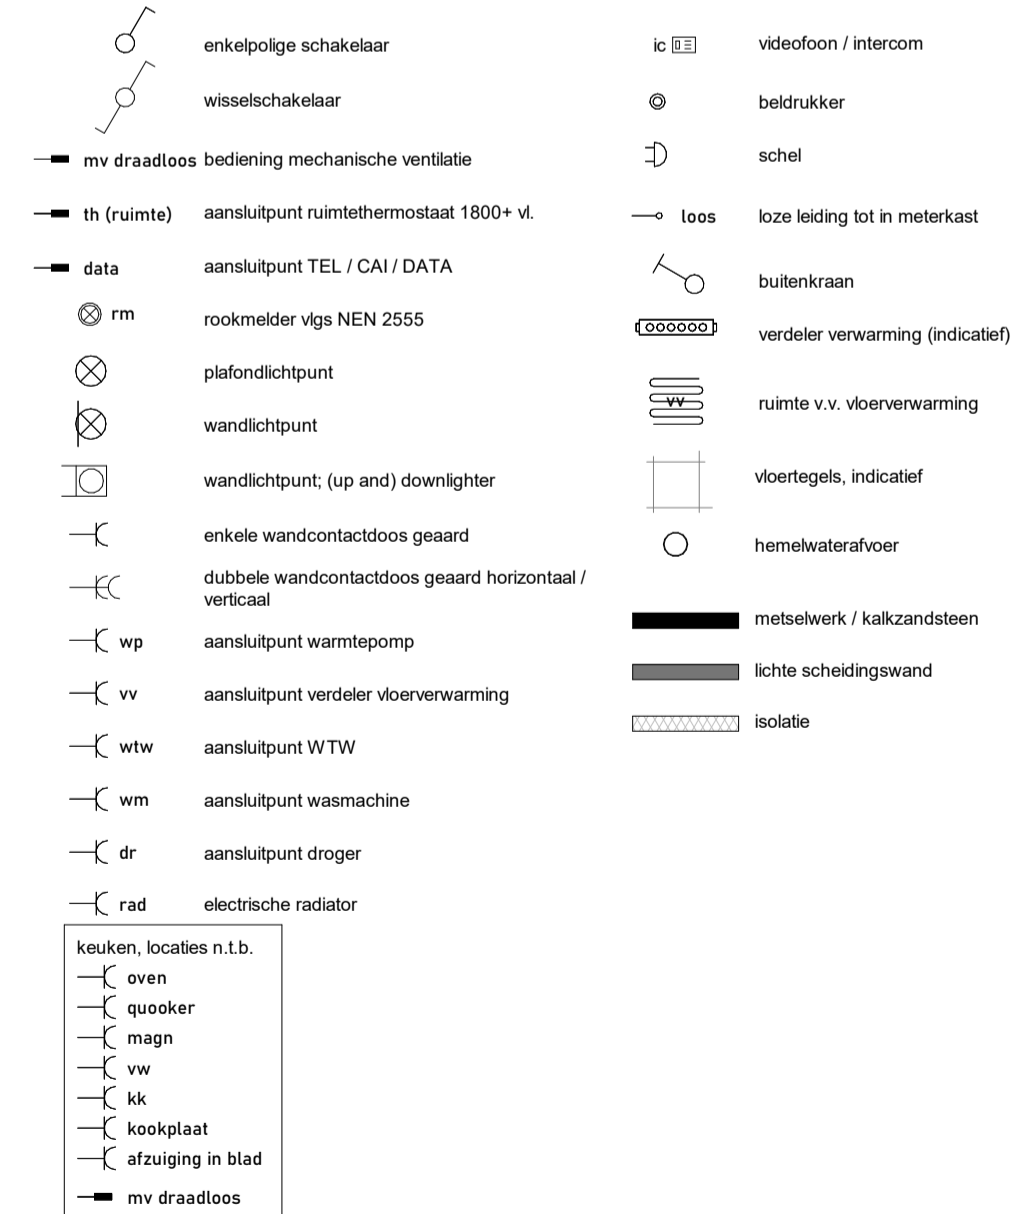 enkelpolige schakelaar
wisselschakelaar
mv draadloos bediening mechanische ventilatie
th (ruimte) aansluitpunt ruimtethermostaat 1800+ vl.
data aansluitpunt TEL / CAI / DATA
rm rookmelder vlgs NEN 2555
plafondlichtpunt
wandlichtpunt
wandlichtpunt; (up and) downlighter
enkele wandcontactdoos geaard
dubbele wandcontactdoos geaard horizontaal /
verticaal
wp aansluitpunt warmtepomp
vv aansluitpunt verdeler vloerverwarming
wtw aansluitpunt WTW
wm aansluitpunt wasmachine
dr aansluitpunt droger
rad electrische radiator
keuken, locaties n.t.b.
oven
quooker
magn
vw
kk
kookplaat
afzuiging in blad
mv draadloos
ic videofoon / intercom
beldrukker
schel
loos loze leiding tot in meterkast
buitenkraan
verdeler verwarming (indicatief)
vv ruimte v.v. vloerverwarming
vloertegels, indicatief
hemelwaterafvoer
metselwerk / kalkzandsteen
lichte scheidingswand
isolatie